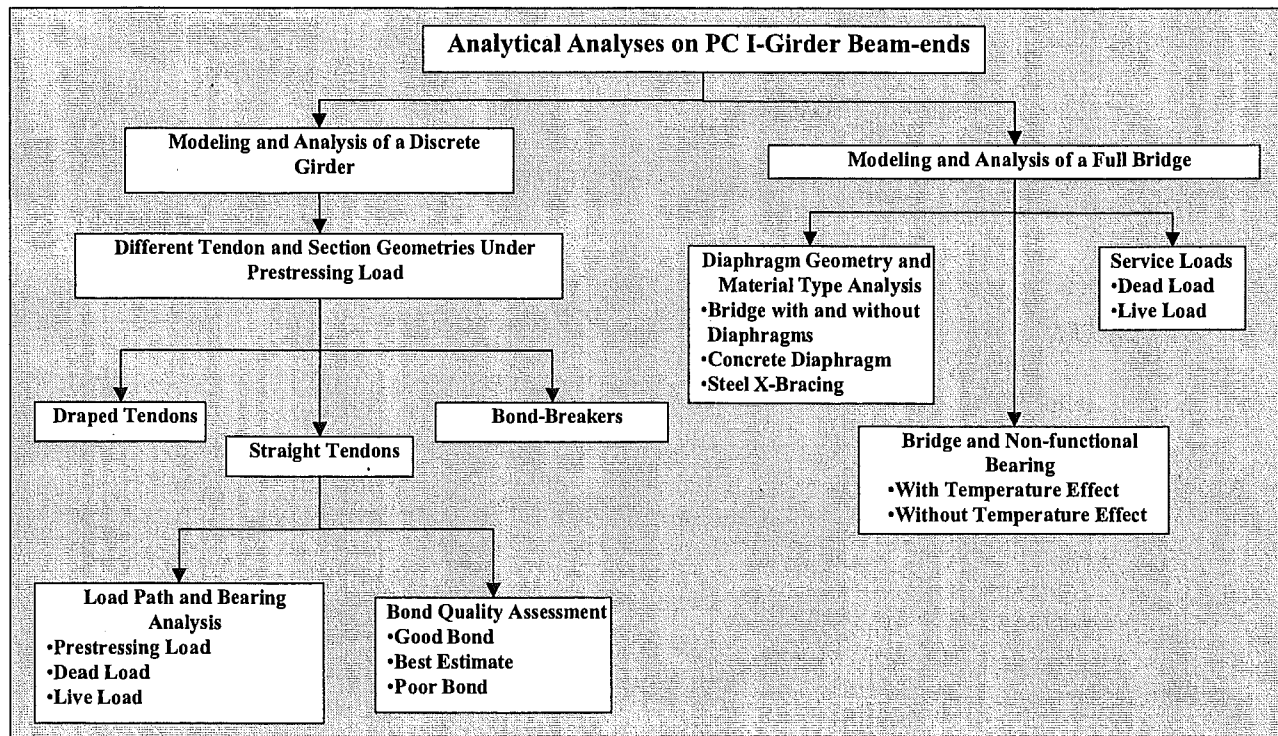 Analytical Analyses on PC I-Girder Beam-ends
Modeling and Analysis of a Discrete
Girder
Modeling and Analysis of a Full Bridge
Different Tendon and Section Geometries Under
Prestressing Load
Diaphragm Geometry and
Material Type Analysis
•Bridge with and without
Diaphragms
•Concrete Diaphragm
•Steel X-Bracing
Service Loads
•Dead Load
•Live Load
Draped Tendons
Straight Tendons
Bond-Breakers
Bridge and Non-functional
Bearing
•With Temperature Effect
•Without Temperature Effect
Load Path and Bearing
Analysis
•Prestressing Load
•Dead Load
•Live Load
Bond Quality Assessment
•Good Bond
•Best Estimate
•Poor Bond